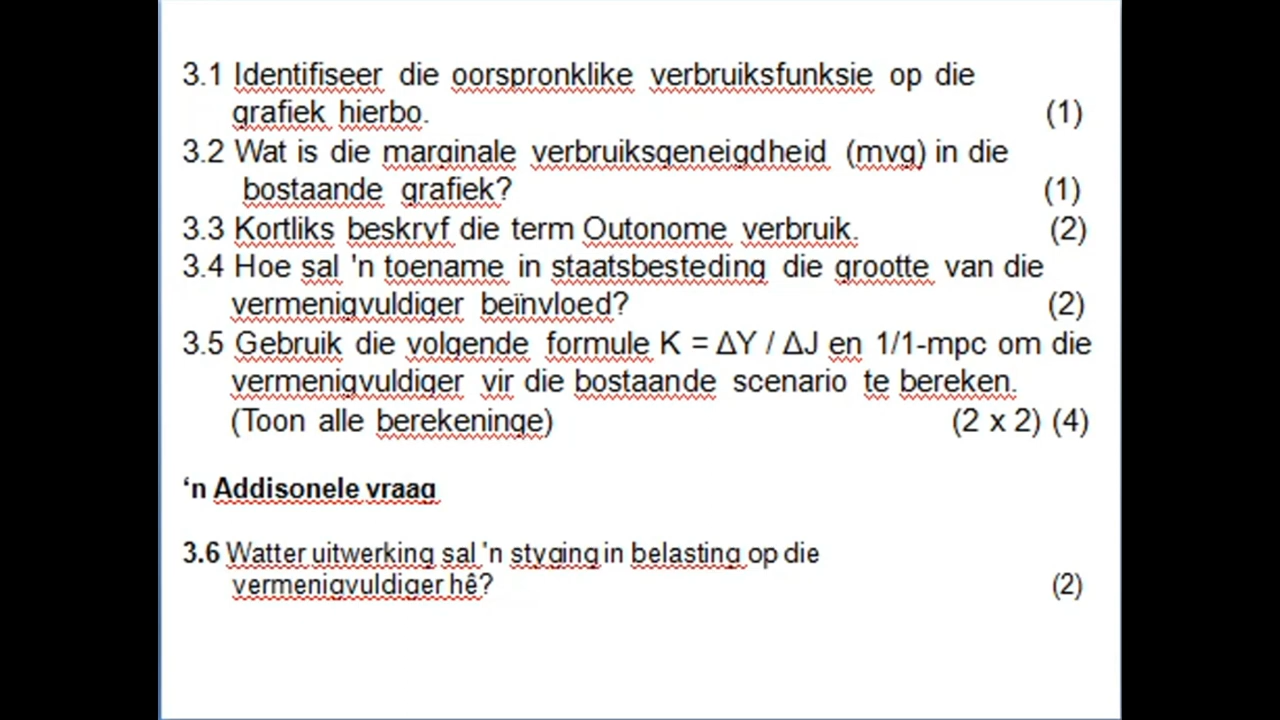 3.1 Identifiseer die oorspronklike verbruiksfunksie op die
grafiek hierbo. (1)
3.2 Wat is die marginale verbruiksgeneigdheid (mvg) in die
bostaande grafiek? (1)
3.3 Kortliks beskryf die term Outonome verbruik. (2)
3.4 Hoe sal 'n toename in staatsbesteding die grootte van die
vermenigvuldiger beïnvloed? (2)
3.5 Gebruik die volgende formule K = ΔY / ΔJ en 1/1-mpc om die
vermenigvuldiger vir die bostaande scenario te bereken.
(Toon alle berekeninge) (2 x 2) (4)
‘n Addisonele vraag
3.6 Watter uitwerking sal 'n styging in belasting op die
vermenigvuldiger hê? (2)